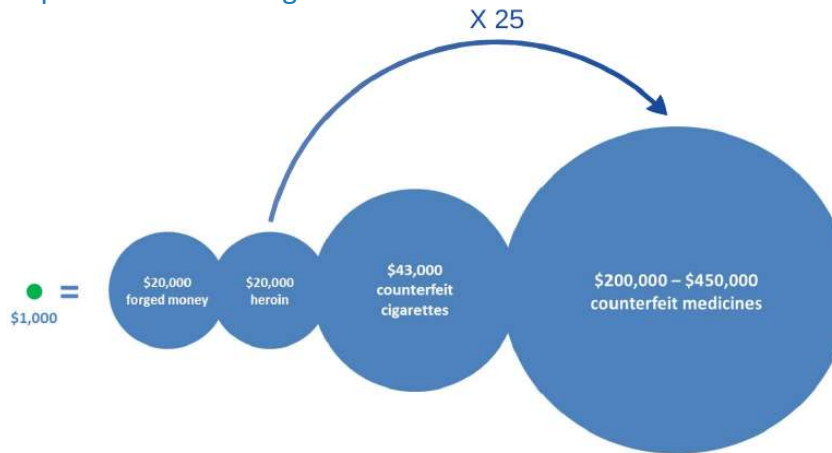 X 25
$1,000
=
$20,000
forged money
$20,000
heroin
$43,000
counterfeit
cigarettes
$200,000 – $450,000
counterfeit medicines